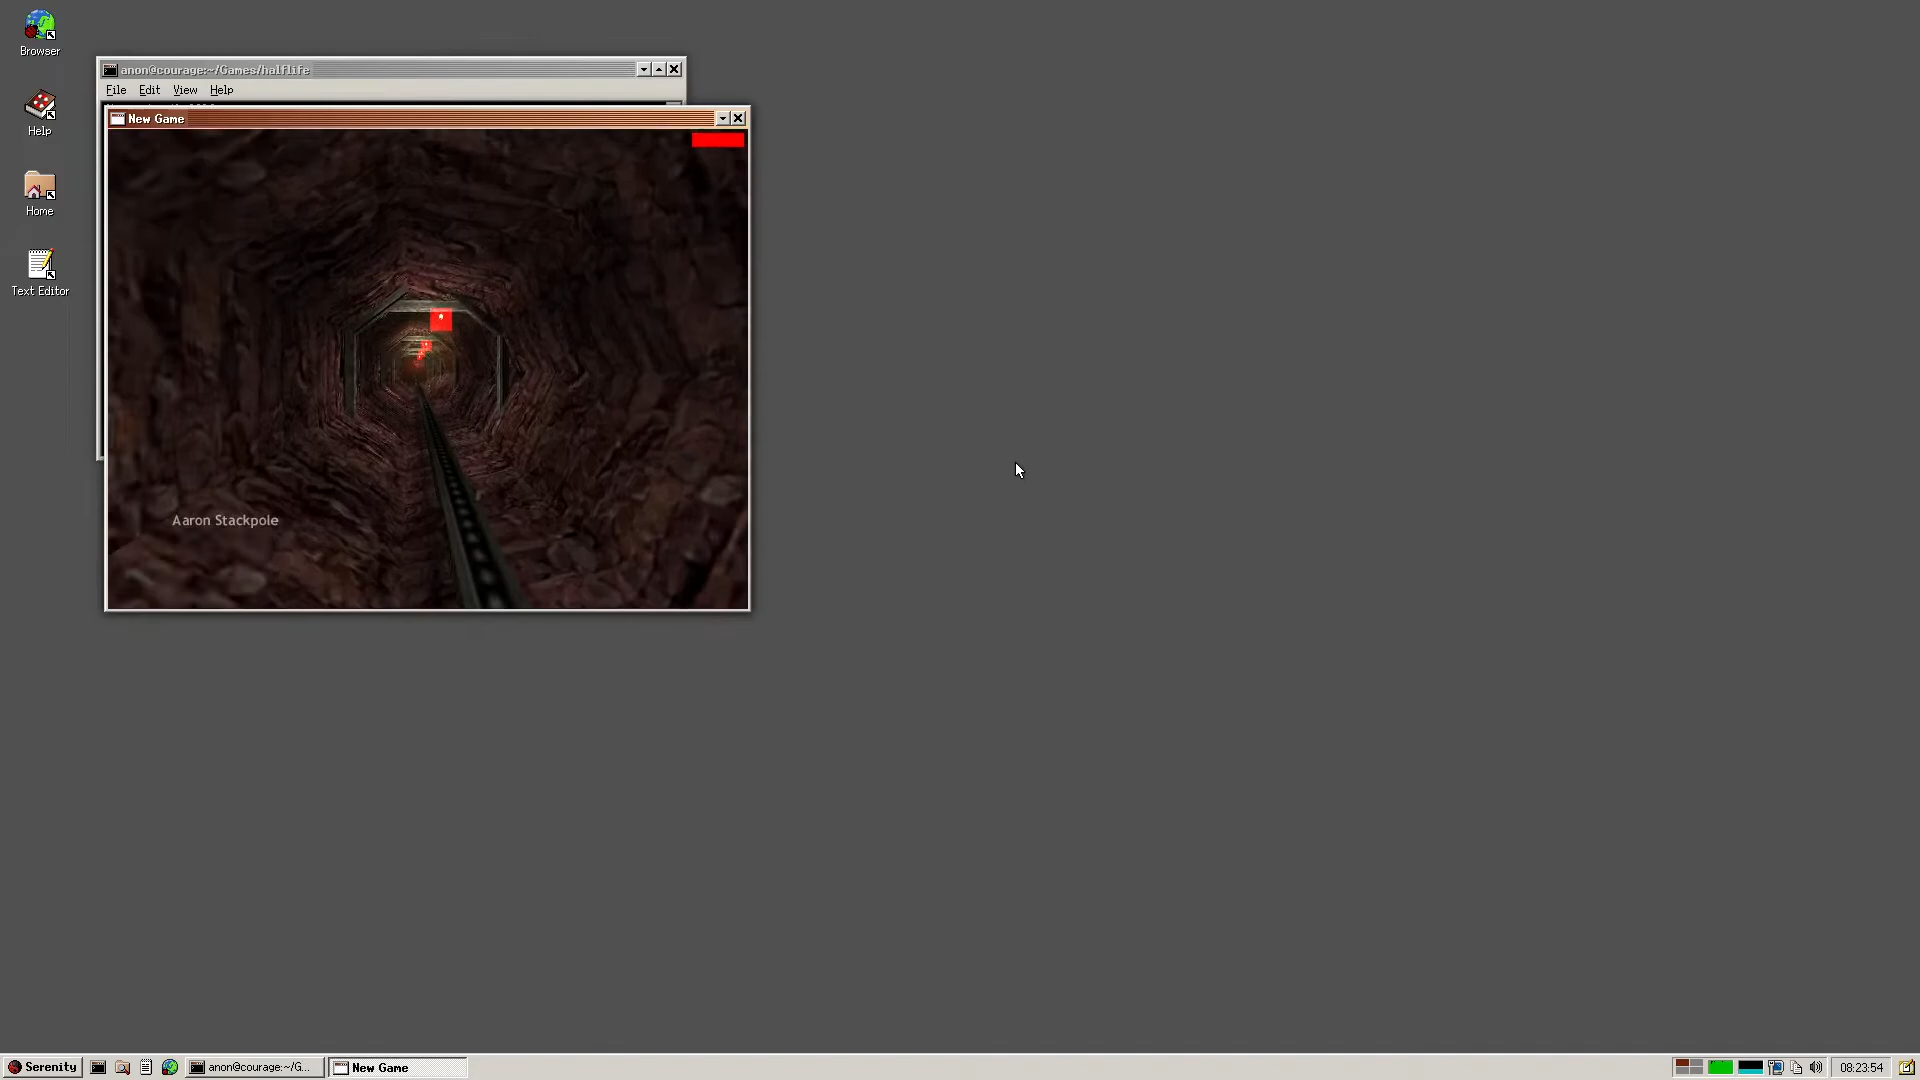 Browser
Help
Home
Text Editor
anon@courage:~/Games/halflife
File Edit View Help
New Game
Aaron Stackpole
Serenity
anon@courage:~/G...
New Game
08:23:54